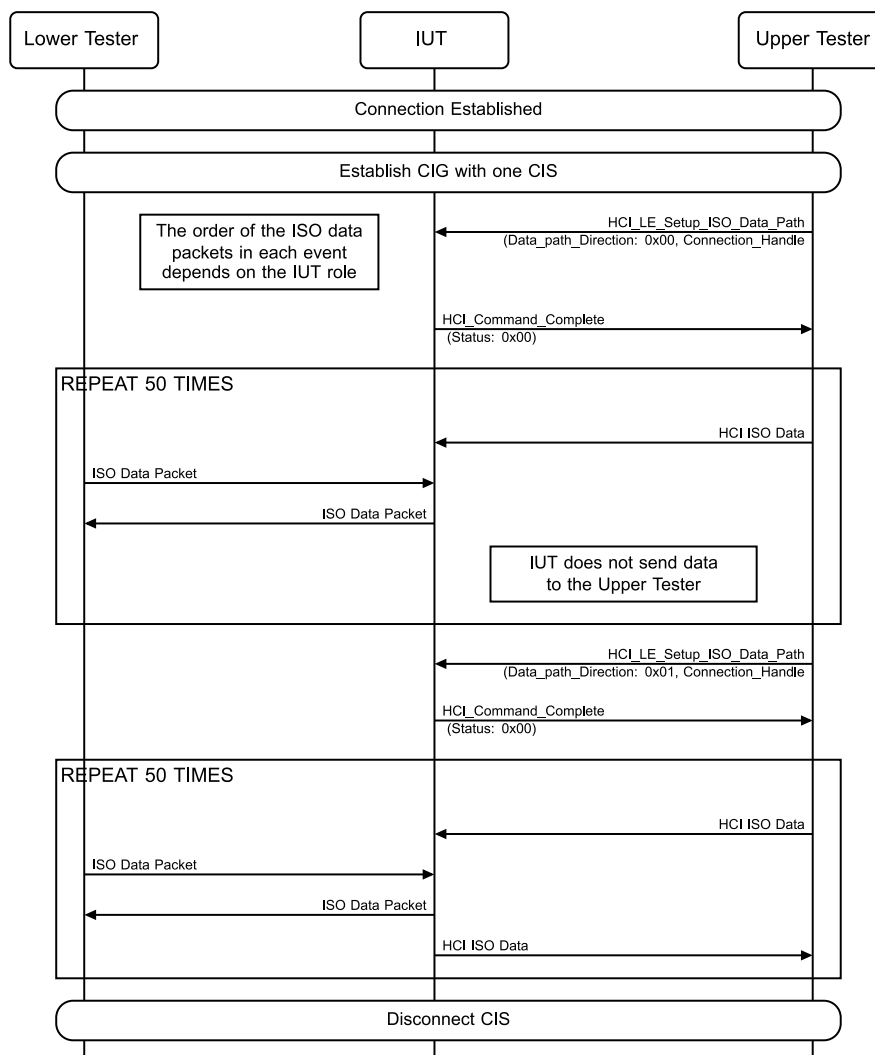 Lower Tester
IUT
Upper Tester
Connection Established
Establish CIG with one CIS
The order of the ISO data
packets in each event
depends on the IUT role
HCI_LE_Setup_ISO_Data_Path
(Data_path_Direction: 0x00, Connection_Handle
HCI_Command_Complete
(Status: 0x00)
REPEAT 50 TIMES
HCI ISO Data
ISO Data Packet
ISO Data Packet
IUT does not send data
to the Upper Tester
HCI_LE_Setup_ISO_Data_Path
(Data_path_Direction: 0x01, Connection_Handle
HCI_Command_Complete
(Status: 0x00)
REPEAT 50 TIMES
HCI ISO Data
ISO Data Packet
ISO Data Packet
HCI ISO Data
Disconnect CIS